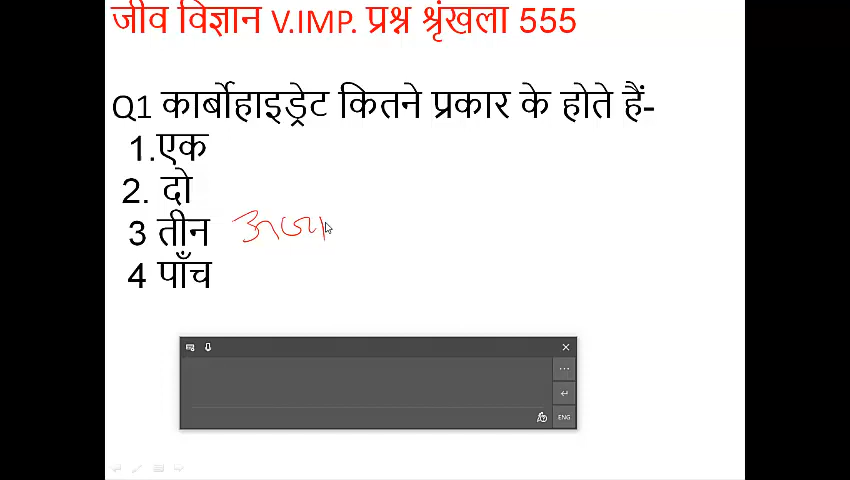 जीव विज्ञान V.IMP. प्रश्न श्रृंखला 555
Q1 कार्बोहाइड्रेट कितने प्रकार के होते हैं-
1.एक
2. दो
3 तीन
4 पाँच
ENG